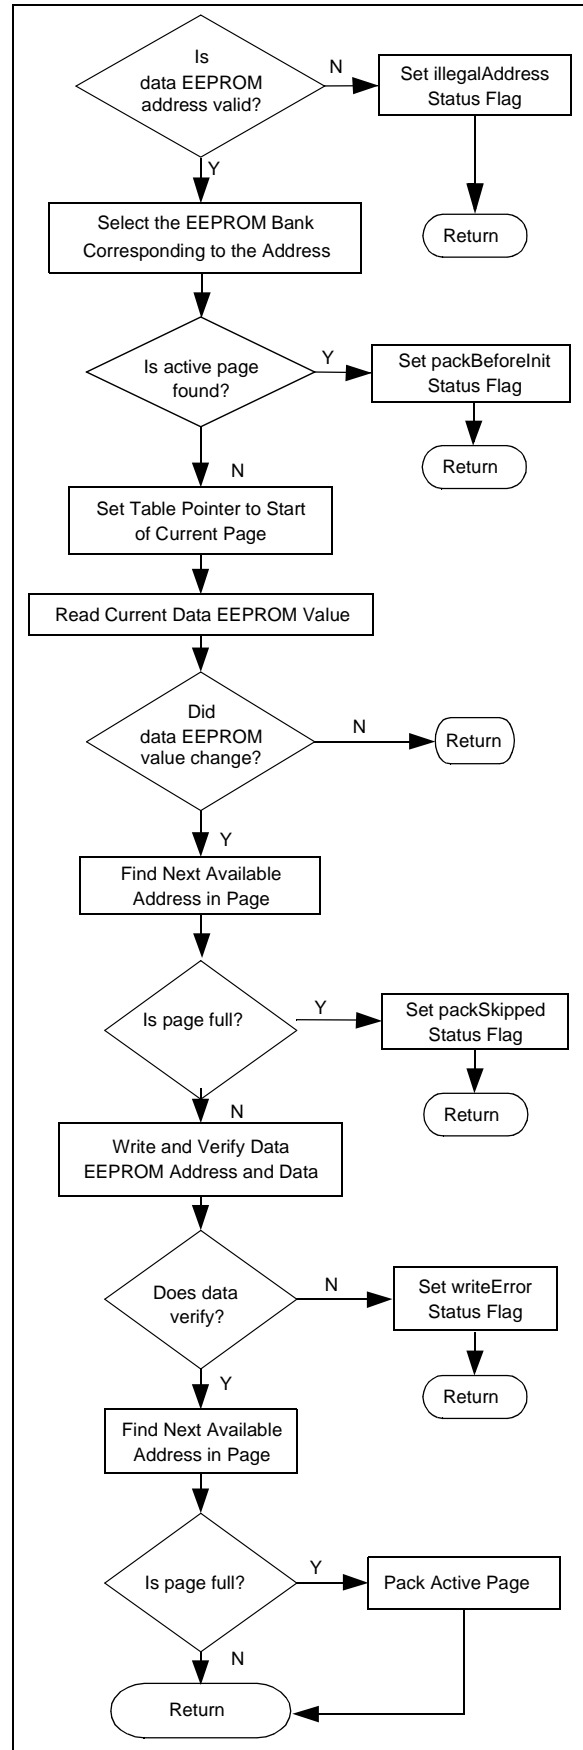 Is
data EEPROM
address valid?
N
Set illegalAddress
Status Flag
Return
Y
Select the EEPROM Bank
Corresponding to the Address
Is active page
found?
Y
Set packBeforeInit
Status Flag
Return
N
Set Table Pointer to Start
of Current Page
Read Current Data EEPROM Value
Did
data EEPROM
value change?
N
Return
Y
Find Next Available
Address in Page
Is page full?
Y
Set packSkipped
Status Flag
Return
N
Write and Verify Data
EEPROM Address and Data
Does data
verify?
N
Set writeError
Status Flag
Return
Y
Find Next Available
Address in Page
Is page full?
Y
Pack Active Page
N
Return